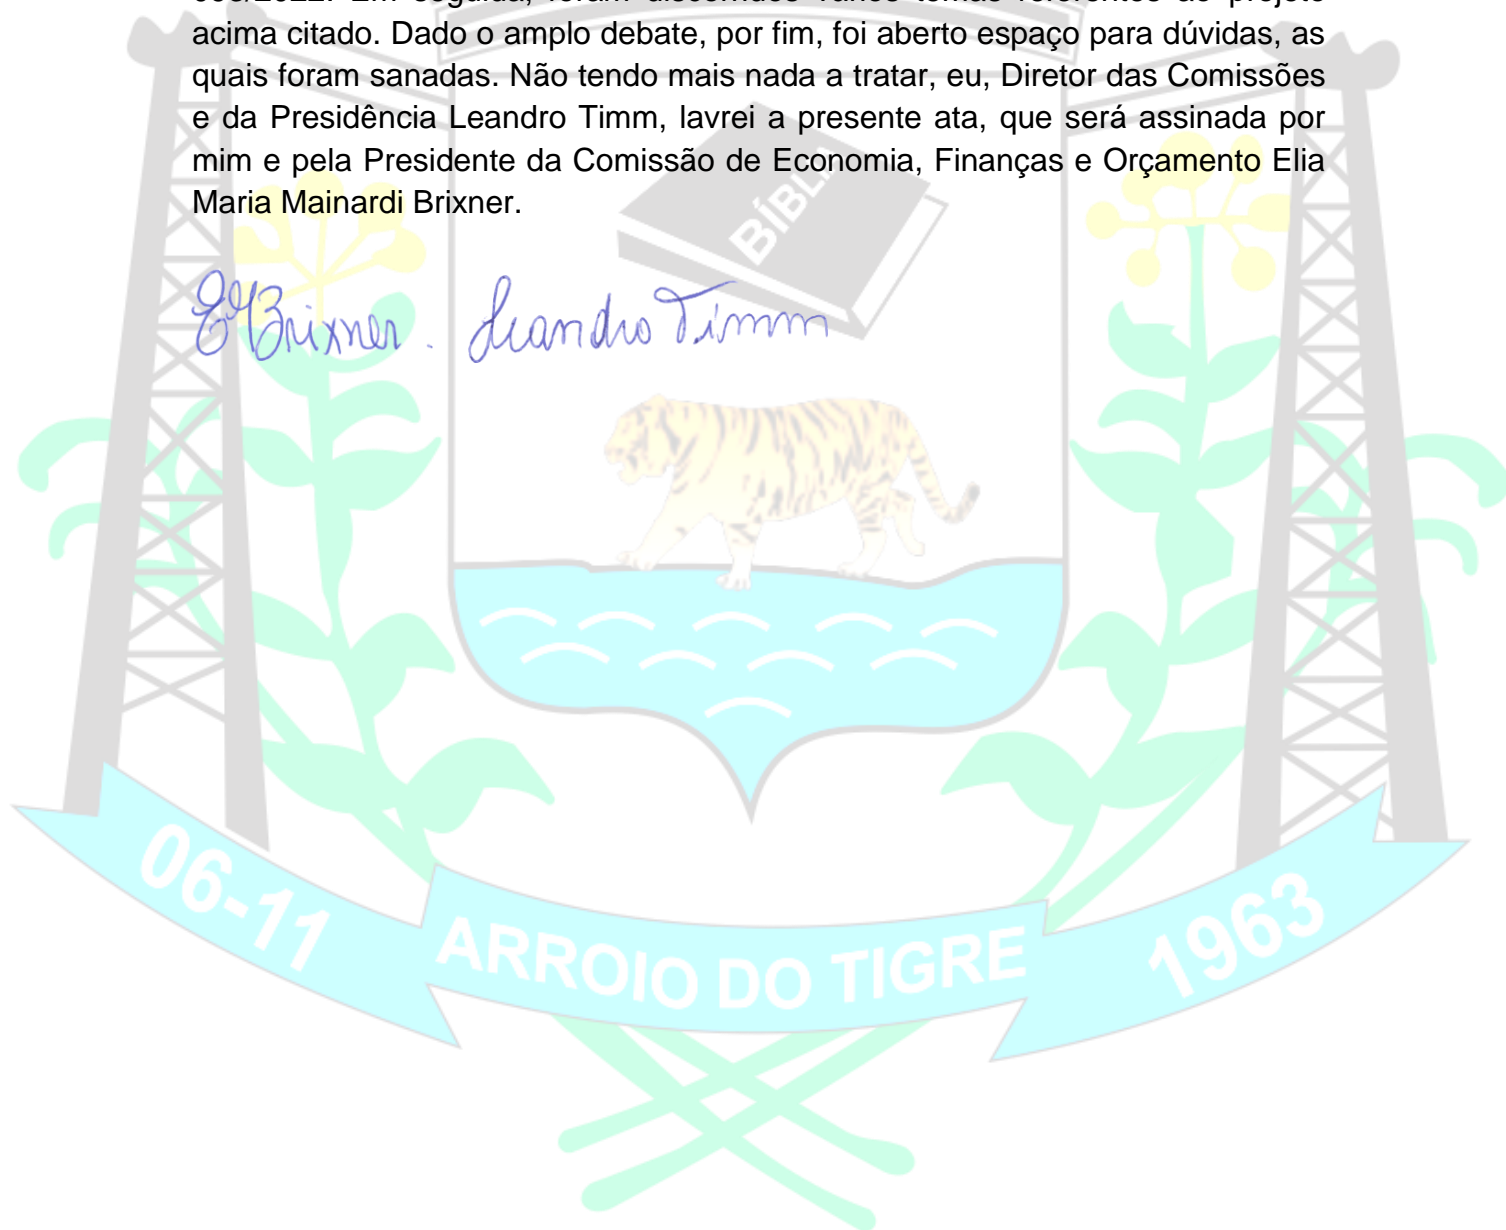 acima citado. Dado o amplo debate, por fim, foi aberto espaço para dúvidas, as
quais foram sanadas. Não tendo mais nada a tratar, eu, Diretor das Comissões
e da Presidência Leandro Timm, lavrei a presente ata, que será assinada por
mim e pela Presidente da Comissão de Economia, Finanças e Orçamento Elia
Maria Mainardi Brixner.
BÍBLIA
EMBrixner. Leandro Timm
06-11 ARROIO DO TIGRE 1963